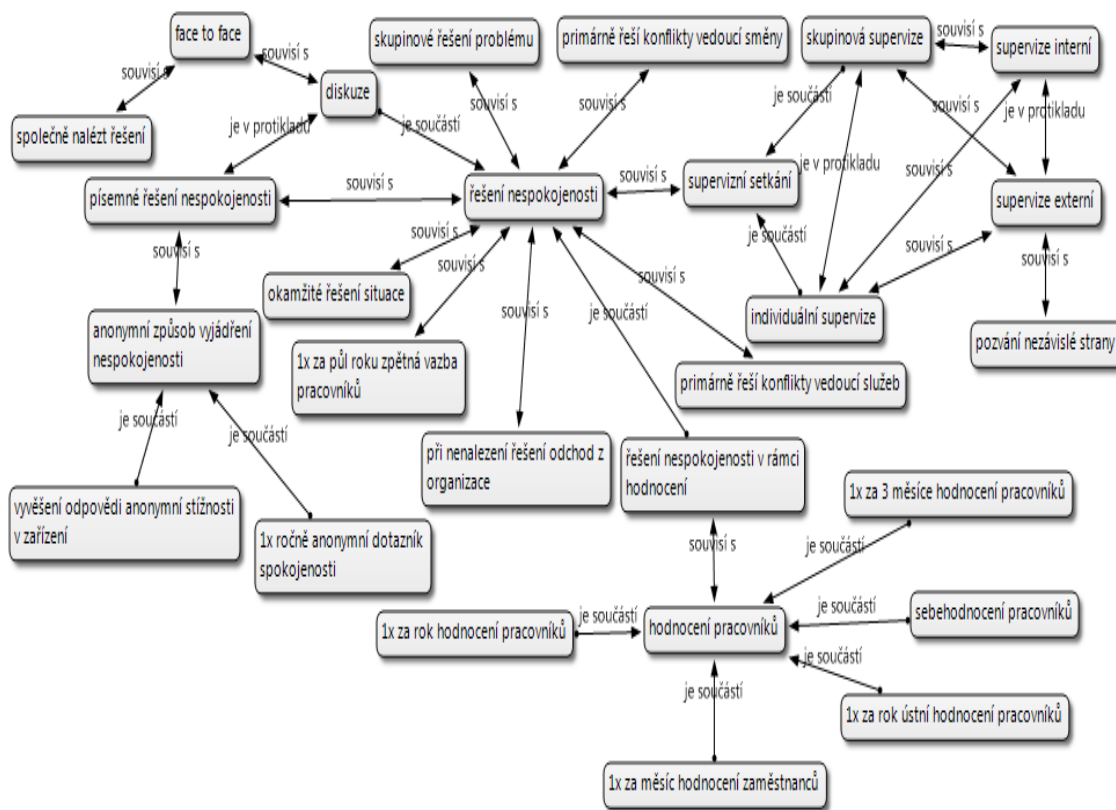 face to face
souvisí s
souvisí s
společně nalézt řešení
diskuze
je v protikladu
je součástí
skupinové řešení problému
souvisí s
primárně řeší konflikty vedoucí směny
souvisí s
skupinová supervize
souvisí s
supervize interní
je součástí
souvisí s
je v protikladu
je v protikladu
souvisí s
písemné řešení nespokojenosti
souvisí s
řešení nespokojenosti
souvisí s
supervizní setkání
supervize externí
souvisí s
je součástí
souvisí s
souvisí s
okamžité řešení situace
souvisí s
souvisí s
souvisí s
je součástí
souvisí s
individuální supervize
pozvání nezávislé strany
anonymní způsob vyjádření
nespokojenosti
1x za půl roku zpětná vazba
pracovníků
primárně řeší konflikty vedoucí služeb
je součástí
je součástí
při nenalezení řešení odchod z
organizace
řešení nespokojenosti v rámci
hodnocení
1x za 3 měsíce hodnocení pracovníků
vyvěšení odpovědi anonymní stížnosti
v zařízení
1x ročně anonymní dotazník
spokojenosti
souvisí s
je součástí
1x za rok hodnocení pracovníků
je součástí
hodnocení pracovníků
je součástí
sebehodnocení pracovníků
je součástí
je součástí
1x za rok ústní hodnocení pracovníků
1x za měsíc hodnocení zaměstnanců